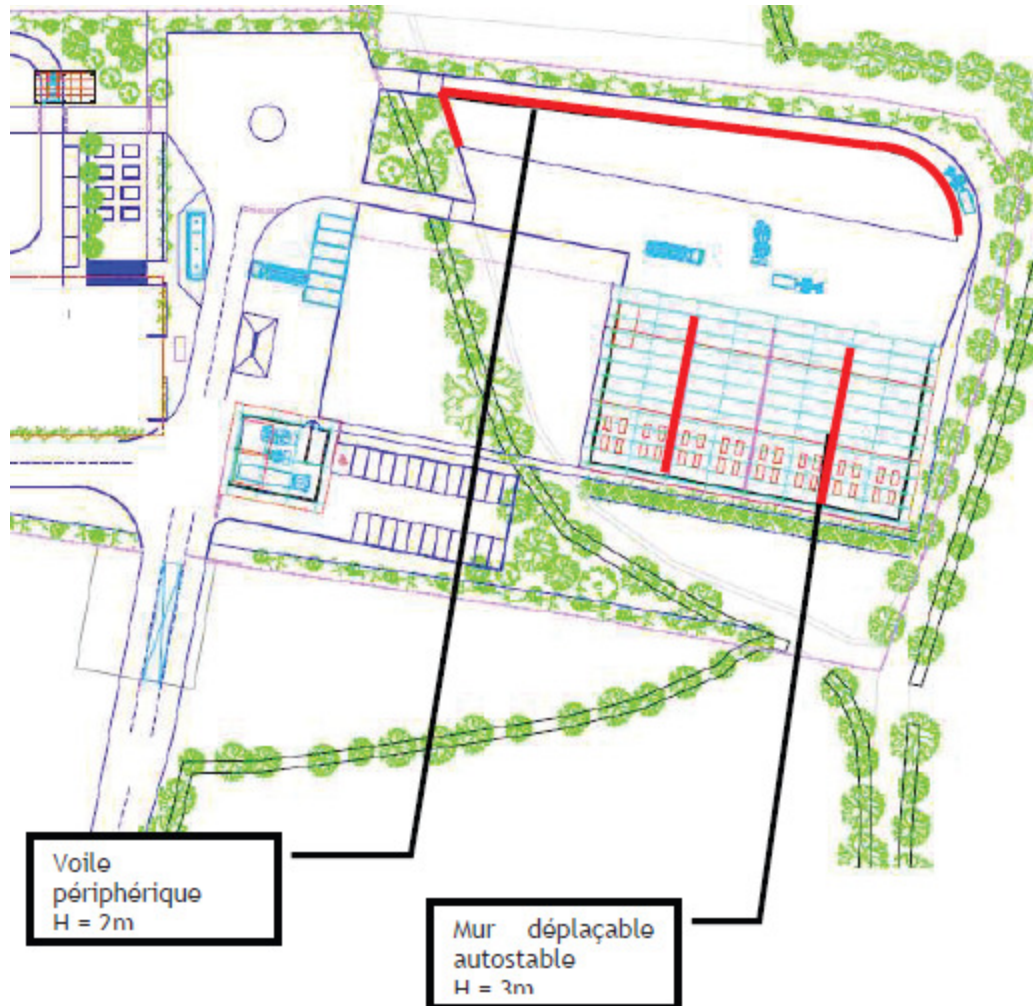 Voile
périphérique
H = 2m
Mur déplaçable
autostable
H = 3m